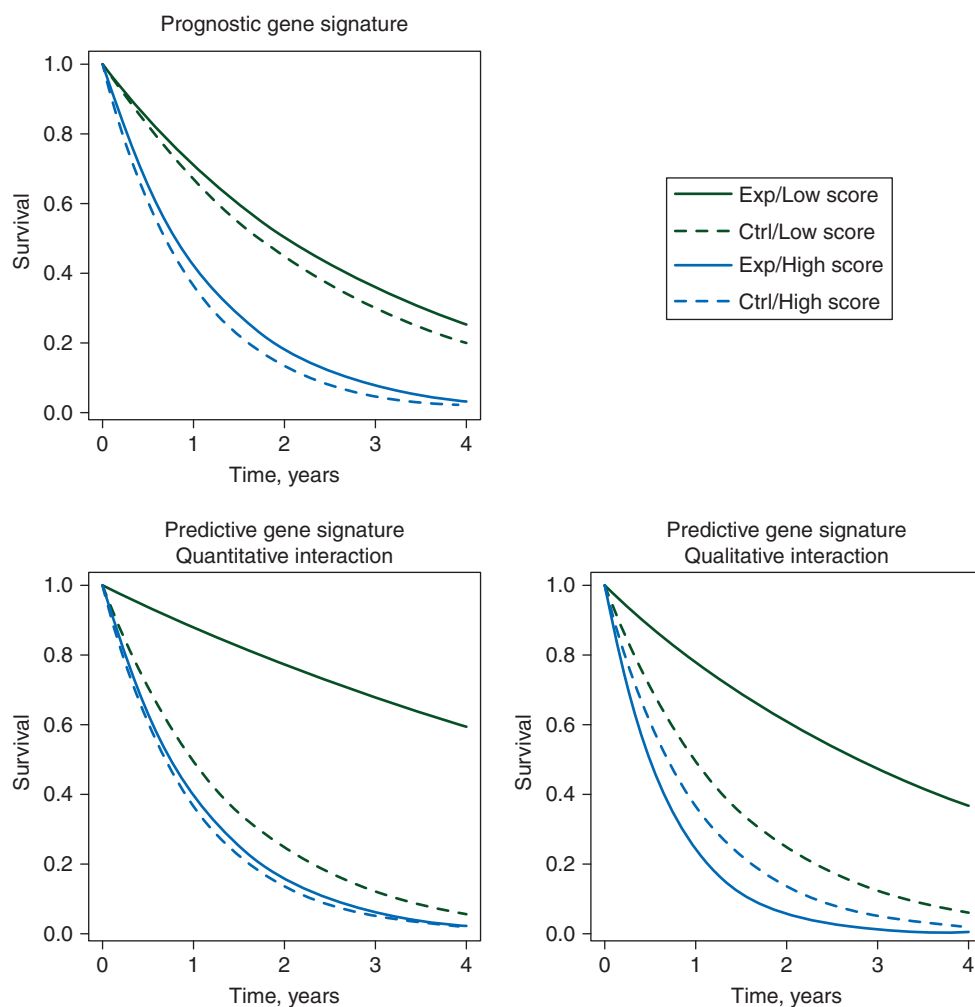 Prognostic gene signature
1.0
0.8
0.6
0.4
0.2
0.0
Survival
0 1 2 3 4
Time, years
Exp/Low score
Ctrl/Low score
Exp/High score
Ctrl/High score
Predictive gene signature
Quantitative interaction
1.0
0.8
0.6
0.4
0.2
0.0
Survival
0 1 2 3 4
Time, years
Predictive gene signature
Qualitative interaction
1.0
0.8
0.6
0.4
0.2
0.0
Survival
0 1 2 3 4
Time, years